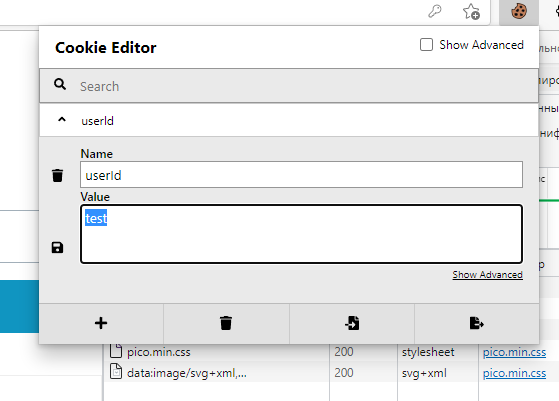 Cookie Editor
Show Advanced
Search
userId
Name
userId
Value
test
Show Advanced
pico.min.css 200 stylesheet pico.min.css
data:image/svg+xml,... 200 svg+xml pico.min.css